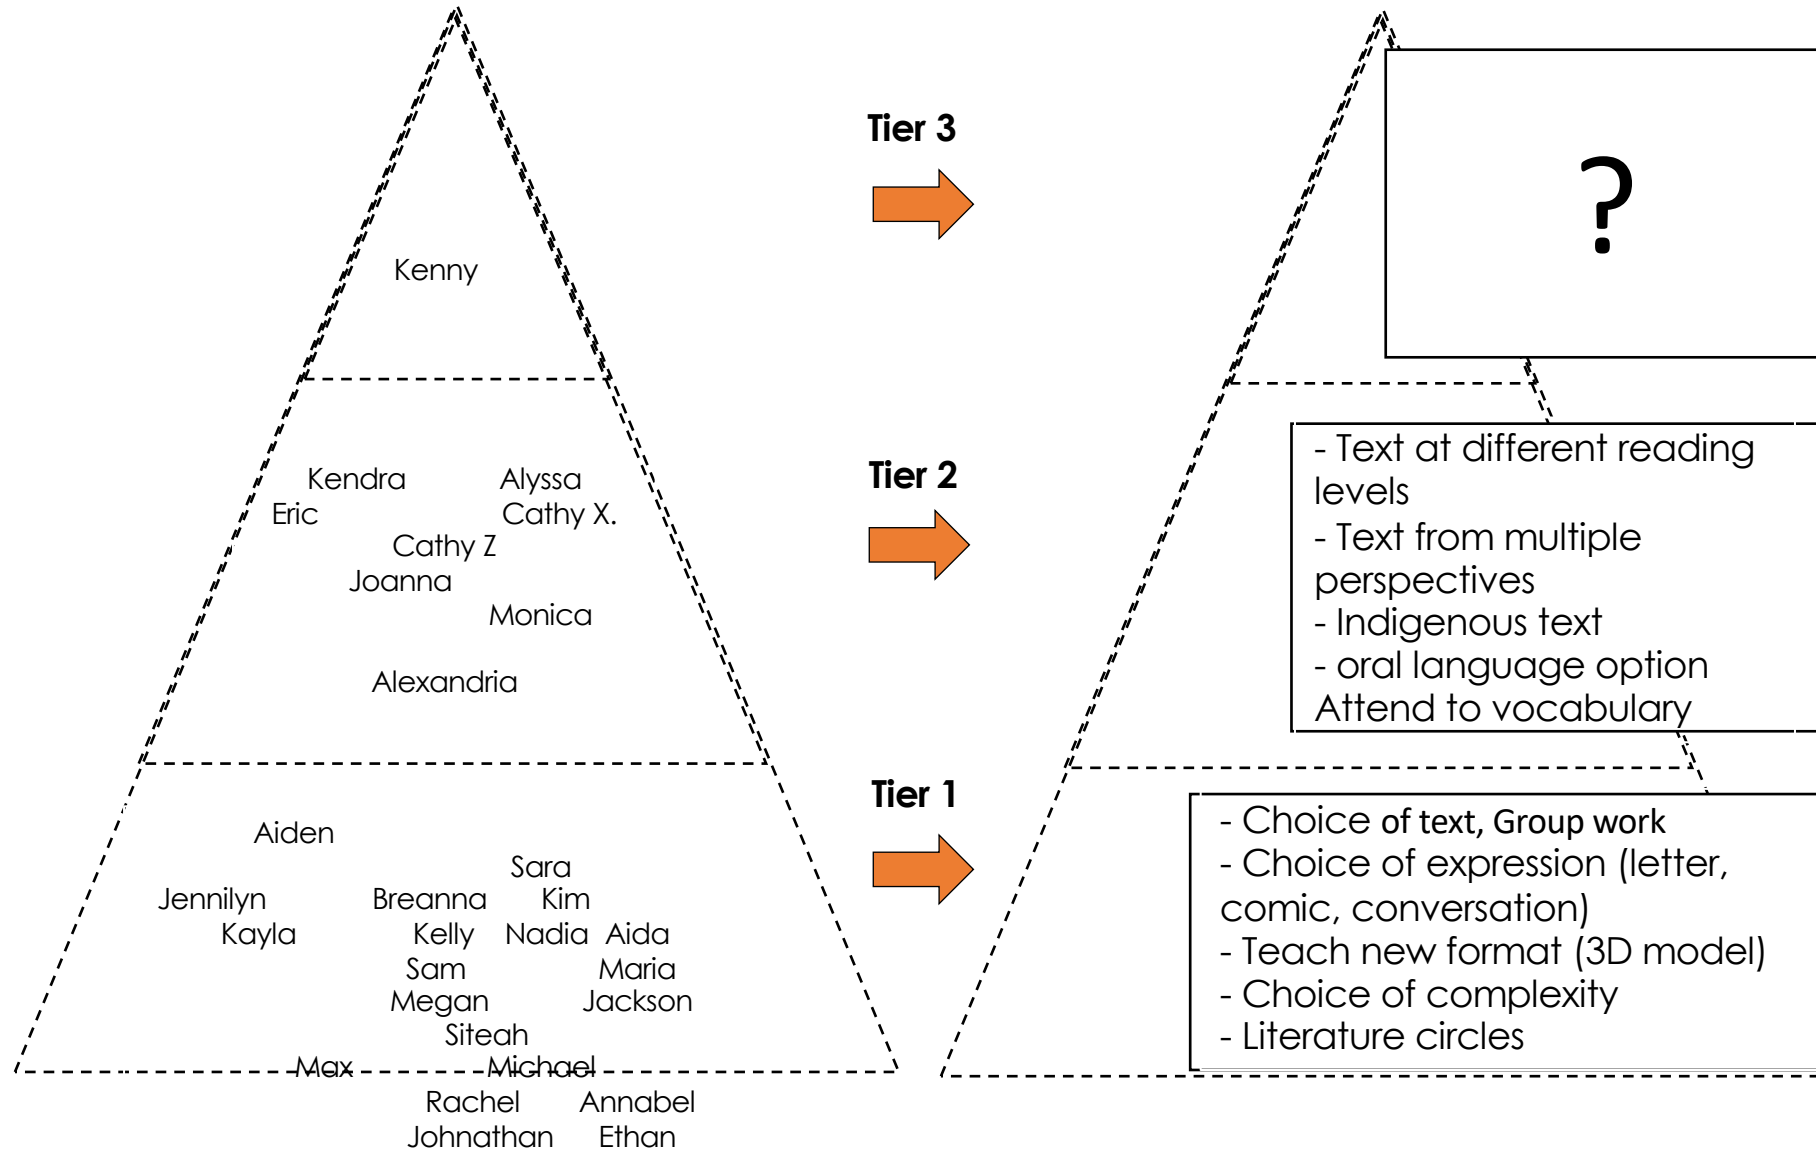 Tier 3
?
Kenny
Tier 2
Kendra Alyssa
Eric Cathy X.
Cathy Z
Joanna
Monica
Alexandria
- Text at different reading
levels
- Text from multiple
perspectives
- Indigenous text
- oral language option
Attend to vocabulary
Tier 1
Aiden
Sara
Jennilyn Breanna Kim
Kayla Kelly Nadia Aida
Sam Maria
Megan Jackson
Siteah
Max Michael
Rachel Annabel
Johnathan Ethan
- Choice of text, Group work
- Choice of expression (letter,
comic, conversation)
- Teach new format (3D model)
- Choice of complexity
- Literature circles